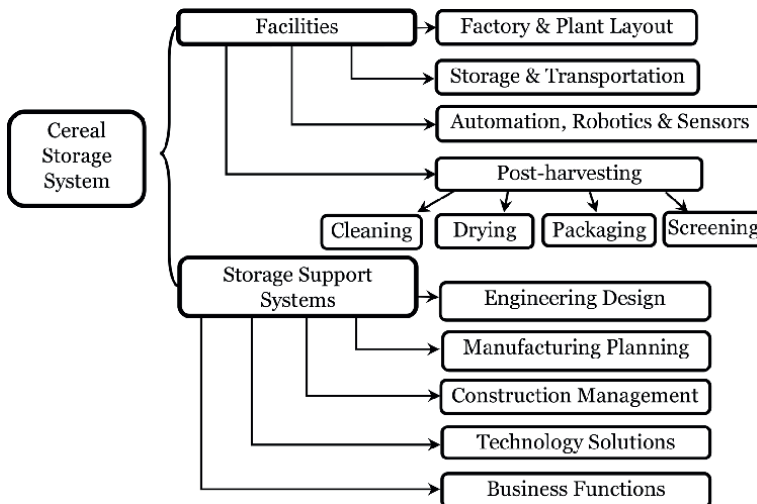 Facilities
Factory & Plant Layout
Storage & Transportation
Automation, Robotics & Sensors
Cereal
Storage
System
Post-harvesting
Cleaning
Drying
Packaging
Screening
Storage Support
Systems
Engineering Design
Manufacturing Planning
Construction Management
Technology Solutions
Business Functions